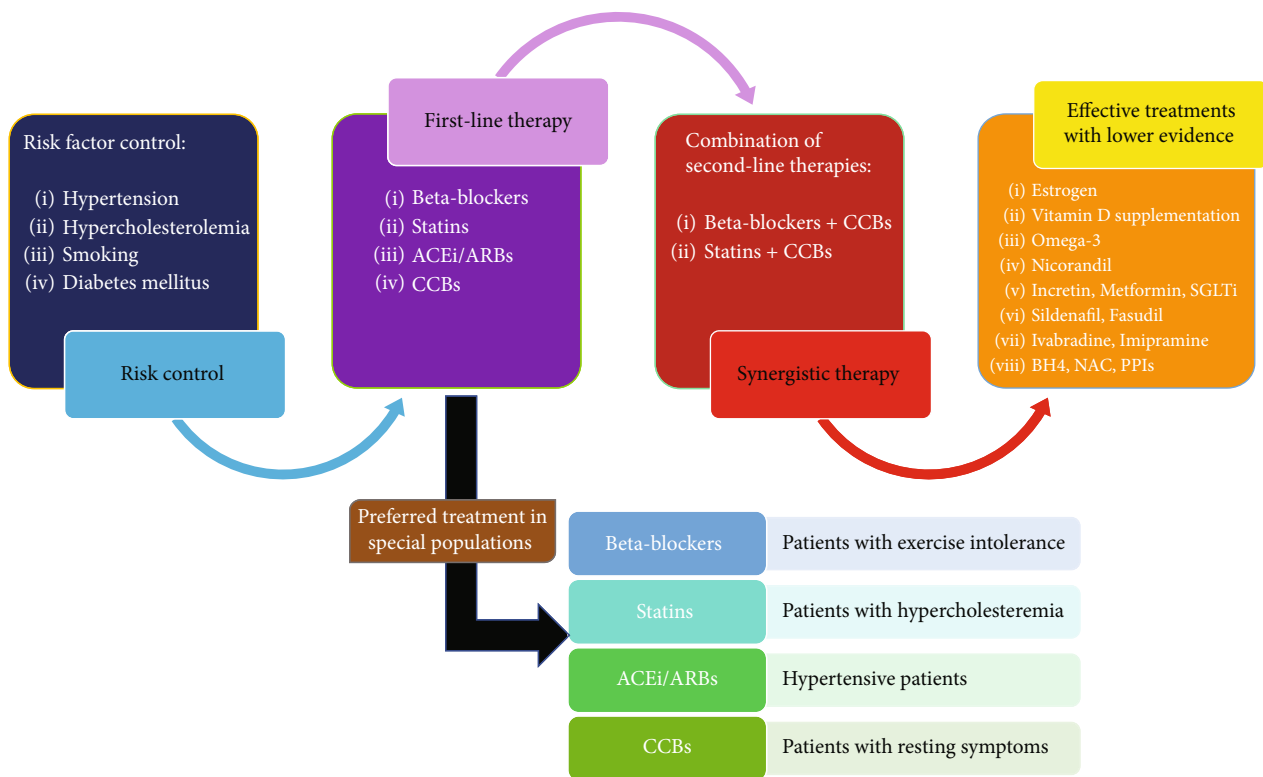 Risk factor control:
(i) Hypertension
(ii) Hypercholesterolemia
(iii) Smoking
(iv) Diabetes mellitus
Risk control
First-line therapy
(i) Beta-blockers
(ii) Statins
(iii) ACEi/ARBs
(iv) CCBs
Combination of
second-line therapies:
(i) Beta-blockers + CCBs
(ii) Statins + CCBs
Synergistic therapy
Effective treatments
with lower evidence
(i) Estrogen
(ii) Vitamin D supplementation
(iii) Omega-3
(iv) Nicorandil
(v) Incretin, Metformin, SGLTi
(vi) Sildenafil, Fasudil
(vii) Ivabradine, Imipramine
(viii) BH4, NAC, PPIs
Preferred treatment in
special populations
Beta-blockers
Patients with exercise intolerance
Statins
Patients with hypercholesteremia
ACEi/ARBs
Hypertensive patients
CCBs
Patients with resting symptoms